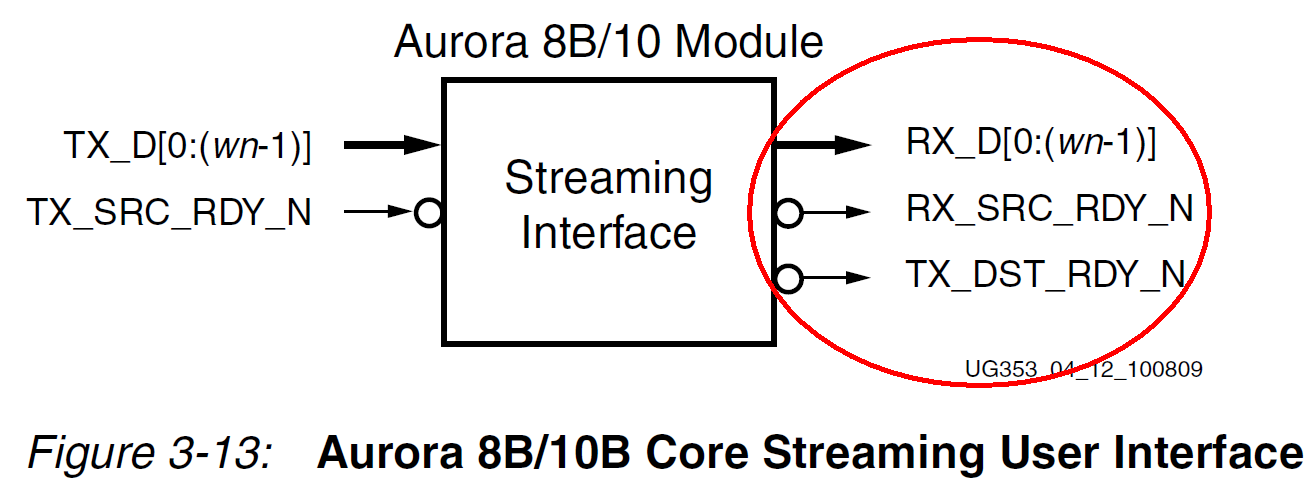 Aurora 8B/10 Module
TX_D[0:(wn-1)]
TX_SRC_RDY_N
Streaming
Interface
RX_D[0:(wn-1)]
RX_SRC_RDY_N
TX_DST_RDY_N
UG353_04_12_100809
Figure 3-13: Aurora 8B/10B Core Streaming User Interface